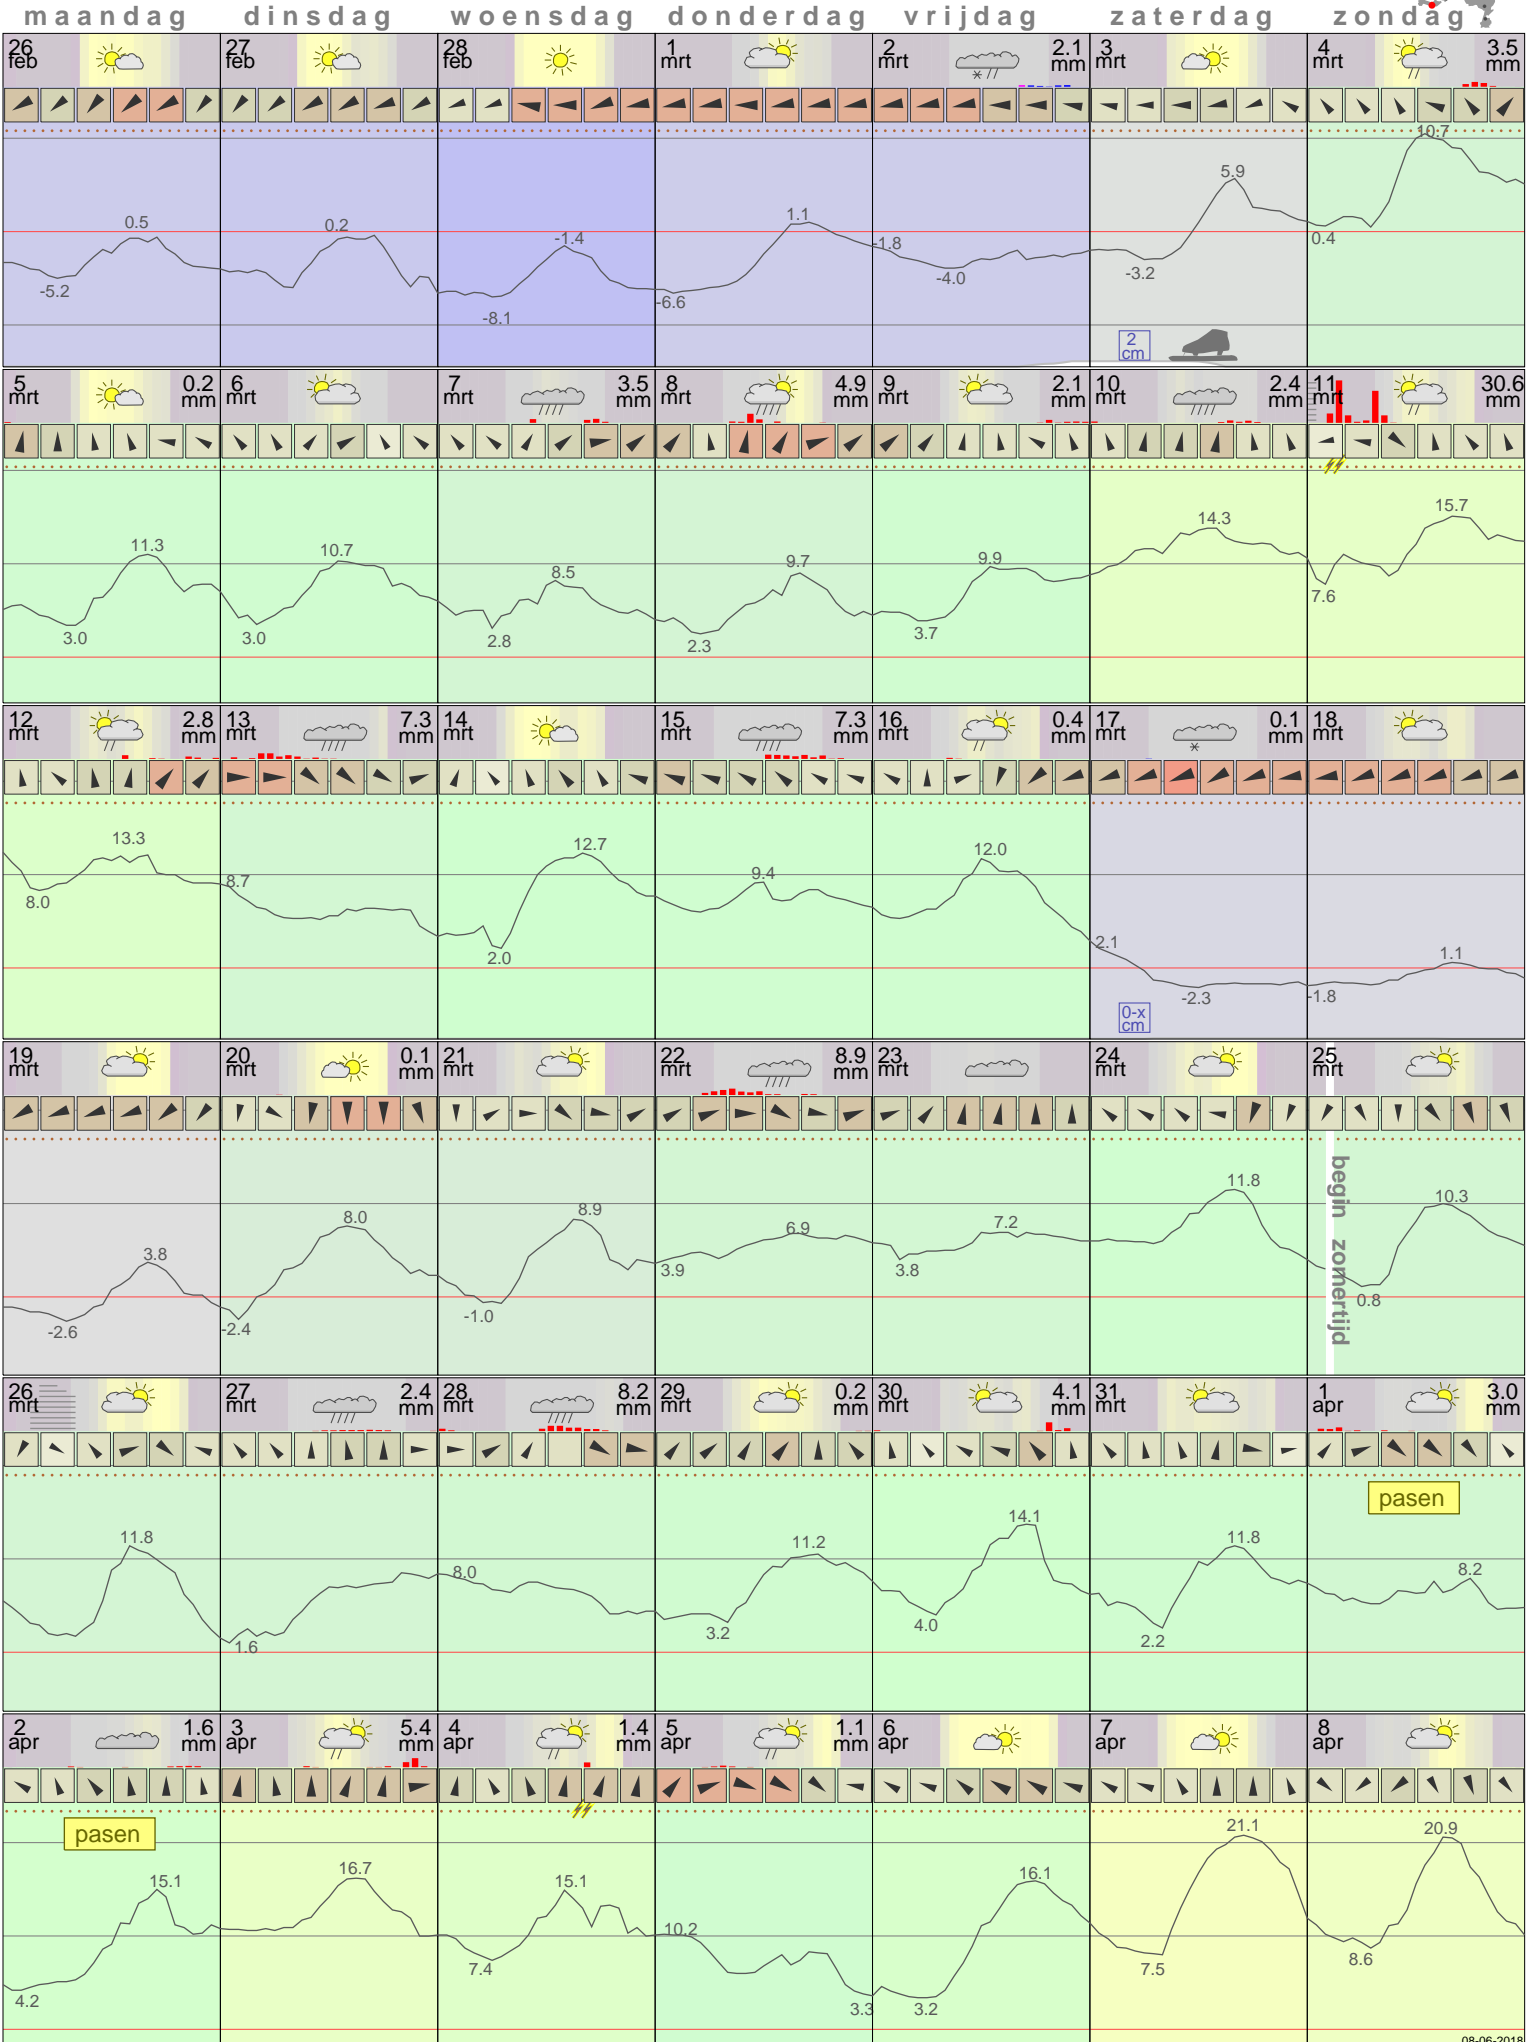 maandag dinsdag woensdag donderdag vrijdag zaterdag zondag
26 27 28 1 2 2.1 3 4 3.5
feb feb feb mrt mrt mm mrt mrt mm
10.7
5.9
0.5 0.2 -1.4 1.1 -1.8 0.4
-5.2 -8.1 -6.6 -4.0 -3.2
2
cm
5 0.2 6 7 3.5 8 4.9 9 2.1 10 2.4 11 30.6
mrt mm mrt mrt mm mrt mm mrt mm mrt mm mrt mm
11.3 10.7 8.5 9.7 9.9 14.3 15.7
3.0 3.0 2.8 2.3 3.7 7.6
12 2.8 13 7.3 14 15 7.3 16 0.4 17 0.1 18
mrt mm mrt mm mrt mrt mm mrt mm mrt mm mrt
13.3 8.7 12.7 9.4 12.0 2.1 1.1
8.0 2.0 -2.3 -1.8
0-x
cm
19 20 0.1 21 22 8.9 23 24 25
mrt mrt mm mrt mrt mm mrt mrt mrt
begin zomertijd
3.8 8.0 8.9 6.9 7.2 11.8 10.3
-2.6 -2.4 -1.0 3.9 3.8 0.8
26 27 2.4 28 8.2 29 0.2 30 4.1 31 1 3.0
mrt mrt mm mrt mm mrt mm mrt mm mrt apr mm
pasen
11.8 8.0 11.2 14.1 11.8 8.2
1.6 3.2 4.0 2.2
2 1.6 3 5.4 4 1.4 5 1.1 6 7 8
apr mm apr mm apr mm apr mm apr apr apr
pasen
15.1 16.7 15.1 10.2 16.1 21.1 20.9
4.2 7.4 3.3 3.2 7.5 8.6
08-06-2018